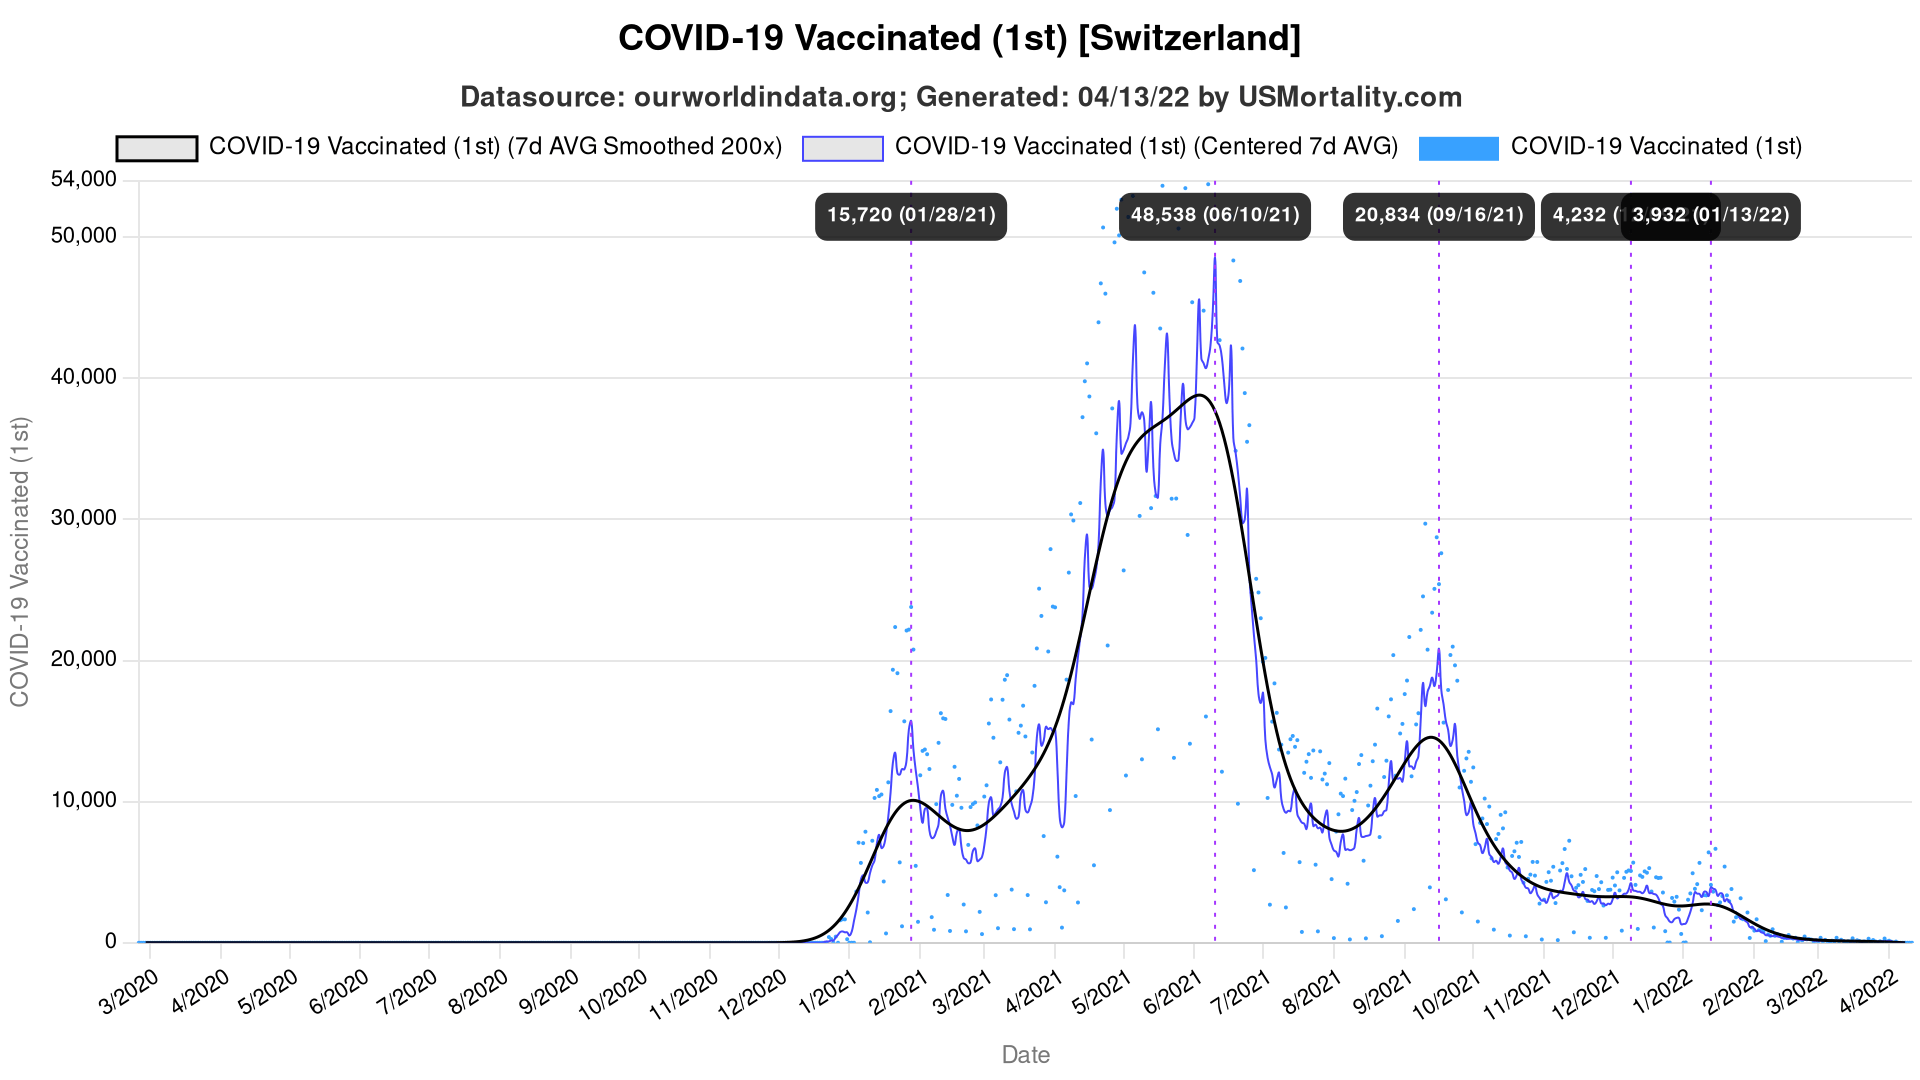 COVID-19 Vaccinated (1st) [Switzerland]
Datasource: ourworldindata.org; Generated: 04/13/22 by USMortality.com
COVID-19 Vaccinated (1st) (7d AVG Smoothed 200x) COVID-19 Vaccinated (1st) (Centered 7d AVG) COVID-19 Vaccinated (1st)
54,000
15,720 (01/28/21) 48,538 (06/10/21) 20,834 (09/16/21) 4,232 3,932 (01/13/22)
50,000
40,000
30,000
20,000
10,000
0
COVID-19 Vaccinated (1st)
3/2020 4/2020 5/2020 6/2020 7/2020 8/2020 9/2020 10/2020 11/2020 12/2020 1/2021 2/2021 3/2021 4/2021 5/2021 6/2021 7/2021 8/2021 9/2021 10/2021 11/2021 12/2021 1/2022 2/2022 3/2022 4/2022
Date